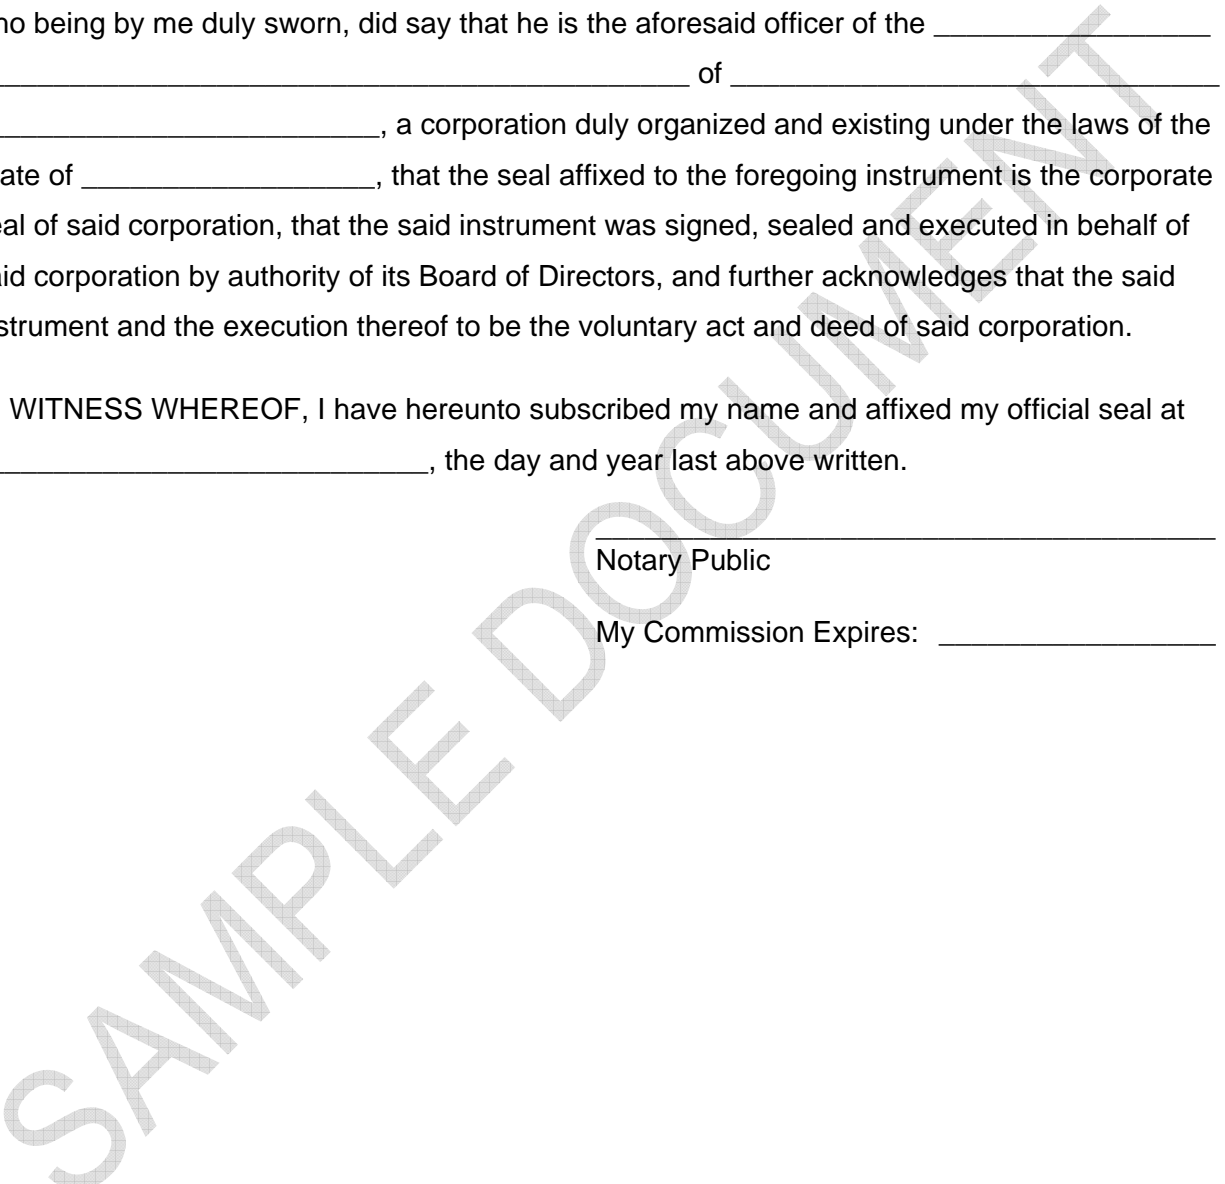 no being by me duly sworn, did say that he is the aforesaid officer of the _________________
___________________________________________ of ______________________________
________________________, a corporation duly organized and existing under the laws of the
ate of __________________, that the seal affixed to the foregoing instrument is the corporate
eal of said corporation, that the said instrument was signed, sealed and executed in behalf of
aid corporation by authority of its Board of Directors, and further acknowledges that the said
strument and the execution thereof to be the voluntary act and deed of said corporation.
WITNESS WHEREOF, I have hereunto subscribed my name and affixed my official seal at
___________________________, the day and year last above written.
______________________________________
Notary Public
My Commission Expires: _________________
SAMPLE DOCUMENT